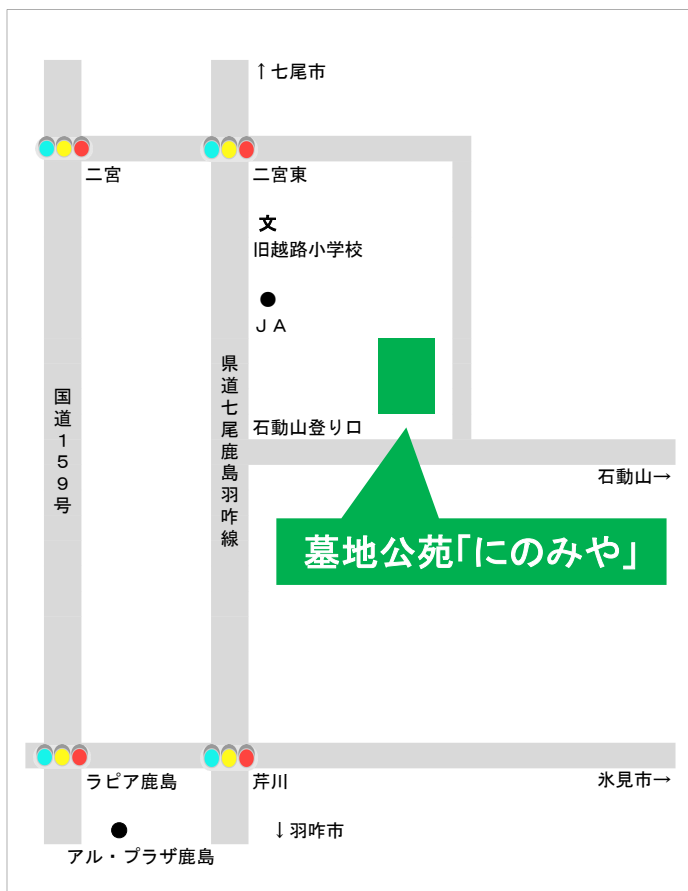 ↑七尾市
二宮
二宮東
文
旧越路小学校
ＪＡ
国道１５９号
県道七尾鹿島羽咋線
石動山登り口
石動山→
墓地公苑「にのみや」
ラピア鹿島
芹川
氷見市→
↓羽咋市
アル・プラザ鹿島